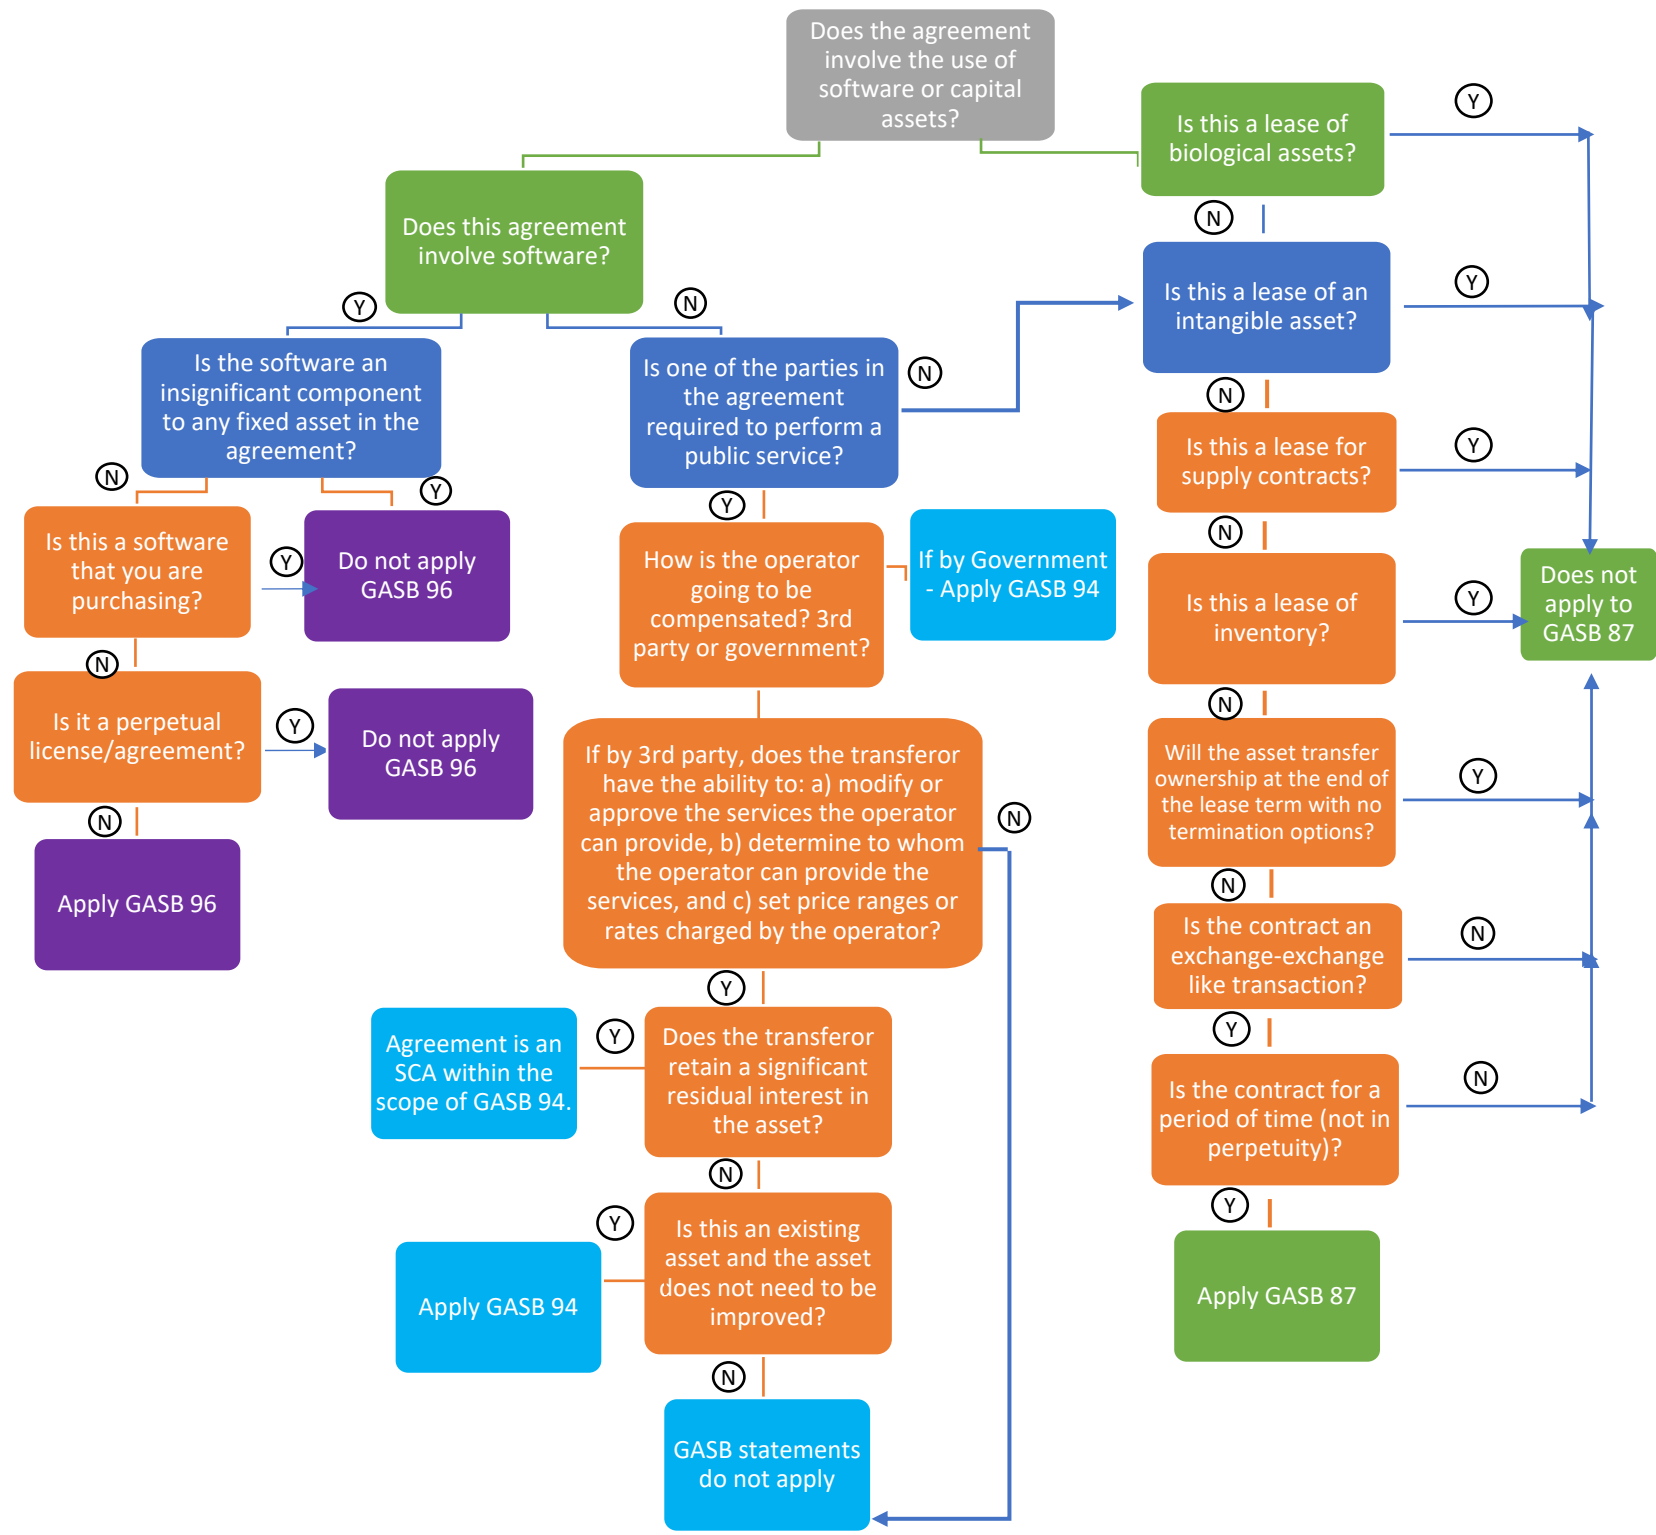 Does the agreement
involve the use of
software or capital
assets?
Is this a lease of
biological assets?
Y
N
Does this agreement
involve software?
Y
N
Is this a lease of an
intangible asset?
Y
N
Is the software an
insignificant component
to any fixed asset in the
agreement?
N
Y
Is one of the parties in
the agreement
required to perform a
public service?
N
Y
Is this a lease for
supply contracts?
Y
N
Is this a software
that you are
purchasing?
Y
N
Do not apply
GASB 96
How is the operator
going to be
compensated? 3rd
party or government?
If by Government
- Apply GASB 94
Is this a lease of
inventory?
Y
N
Does not
apply to
GASB 87
Is it a perpetual
license/agreement?
Y
N
Do not apply
GASB 96
Apply GASB 96
If by 3rd party, does the transferor
have the ability to: a) modify or
approve the services the operator
can provide, b) determine to whom
the operator can provide the
services, and c) set price ranges or
rates charged by the operator?
N
Y
Will the asset transfer
ownership at the end of
the lease term with no
termination options?
Y
N
Is the contract an
exchange-exchange
like transaction?
N
Y
Agreement is an
SCA within the
scope of GASB 94.
Y
Does the transferor
retain a significant
residual interest in
the asset?
N
Is the contract for a
period of time (not in
perpetuity)?
N
Y
Apply GASB 94
Y
Is this an existing
asset and the asset
does not need to be
improved?
N
Apply GASB 87
GASB statements
do not apply